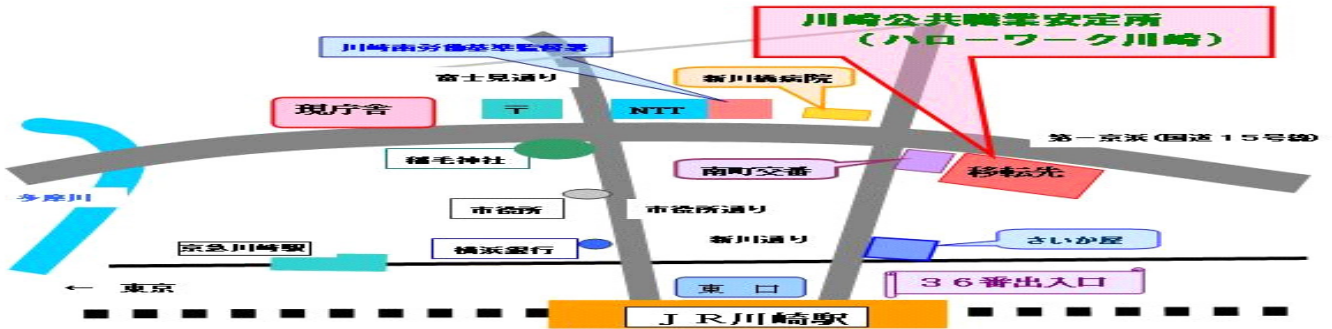 川崎公共職業安定所
（ハローワーク川崎）
川崎南労働基準監督署
富士見通り
新川橋病院
現庁舎
〒
NTT
第一京浜（国道１５号線）
稲毛神社
南町交番
移転先
多摩川
市役所
市役所通り
京急川崎駅
横浜銀行
新川通り
さいか屋
← 東京
東 口
３６番出入口
ＪＲ川崎駅